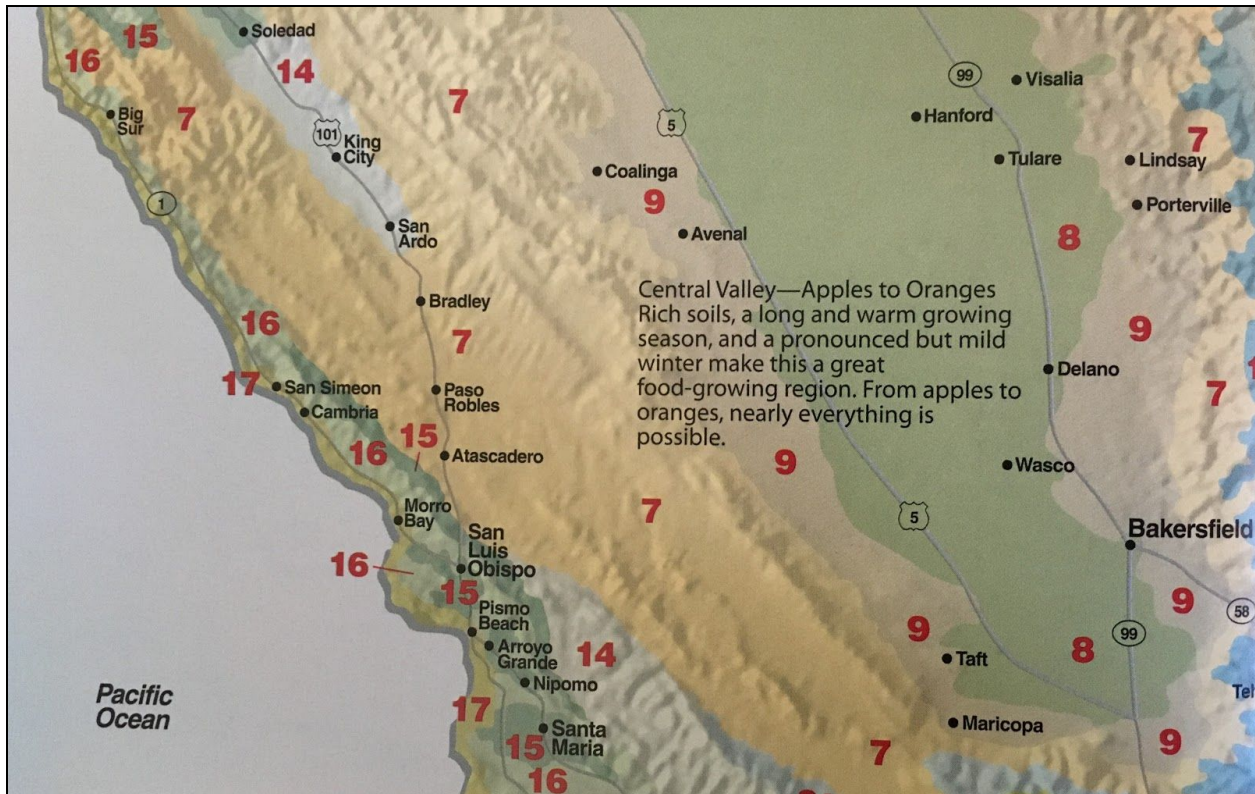 Soledad
15
16
14
7
99
Visalia
Big
Sur
7
5
Hanford
101
King
City
7
Coalinga
Tulare
Lindsay
1
9
Porterville
San
Ardo
Avenal
8
Central Valley—Apples to Oranges
Rich soils, a long and warm growing
season, and a pronounced but mild
winter make this a great
food-growing region. From apples to
oranges, nearly everything is
possible.
Bradley
16
7
9
17
San Simeon
Delano
Cambria
Paso
Robles
7
15
16
Atascadero
9
Wasco
Morro
Bay
7
5
San
Luis
Obispo
Bakersfield
16
15
9
58
Pismo
Beach
9
99
Arroyo
Grande
14
8
Taft
Nipomo
Pacific
Ocean
17
Maricopa
Santa
Maria
15
7
9
16